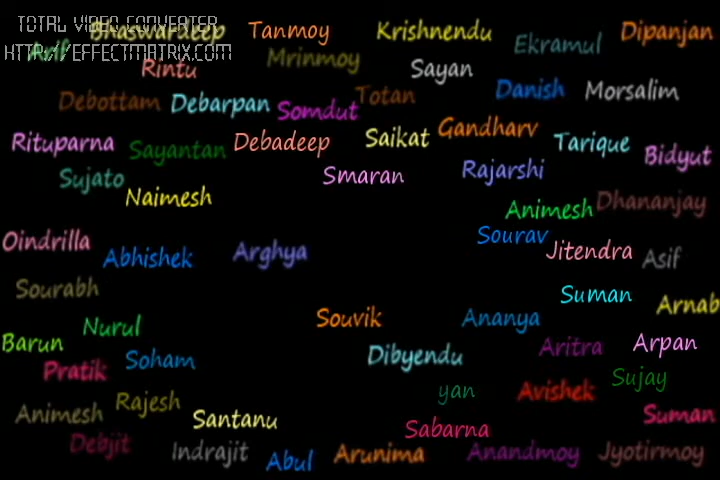 TOTAL VIDEO CONVERTER
HTTP://EFFECTMATRIX.COM
Bhaswardeep Tanmoy Krishnendu Dipanjan
Arif Mrinmoy Ekramul
Rintu Sayan
Debottam Debarpan Somdut Totan Danish Morsalim
Rituparna Sayantan Debadeep Saikat Gandharv Tarique Bidyut
Sujato Smaran Rajarshi
Naimesh Animesh Dhananjay
Oindrilla Abhishek Arghya Sourav Jitendra Asif
Sourabh Suman Arnab
Barun Nurul Souvik Ananya
Pratik Soham Dibyendu Aritra Arpan
Animesh Rajesh Santanu yan Avishek Sujay
Sabarna Suman
Debjit Indrajit Abul Arunima Anandmoy Jyotirmoy